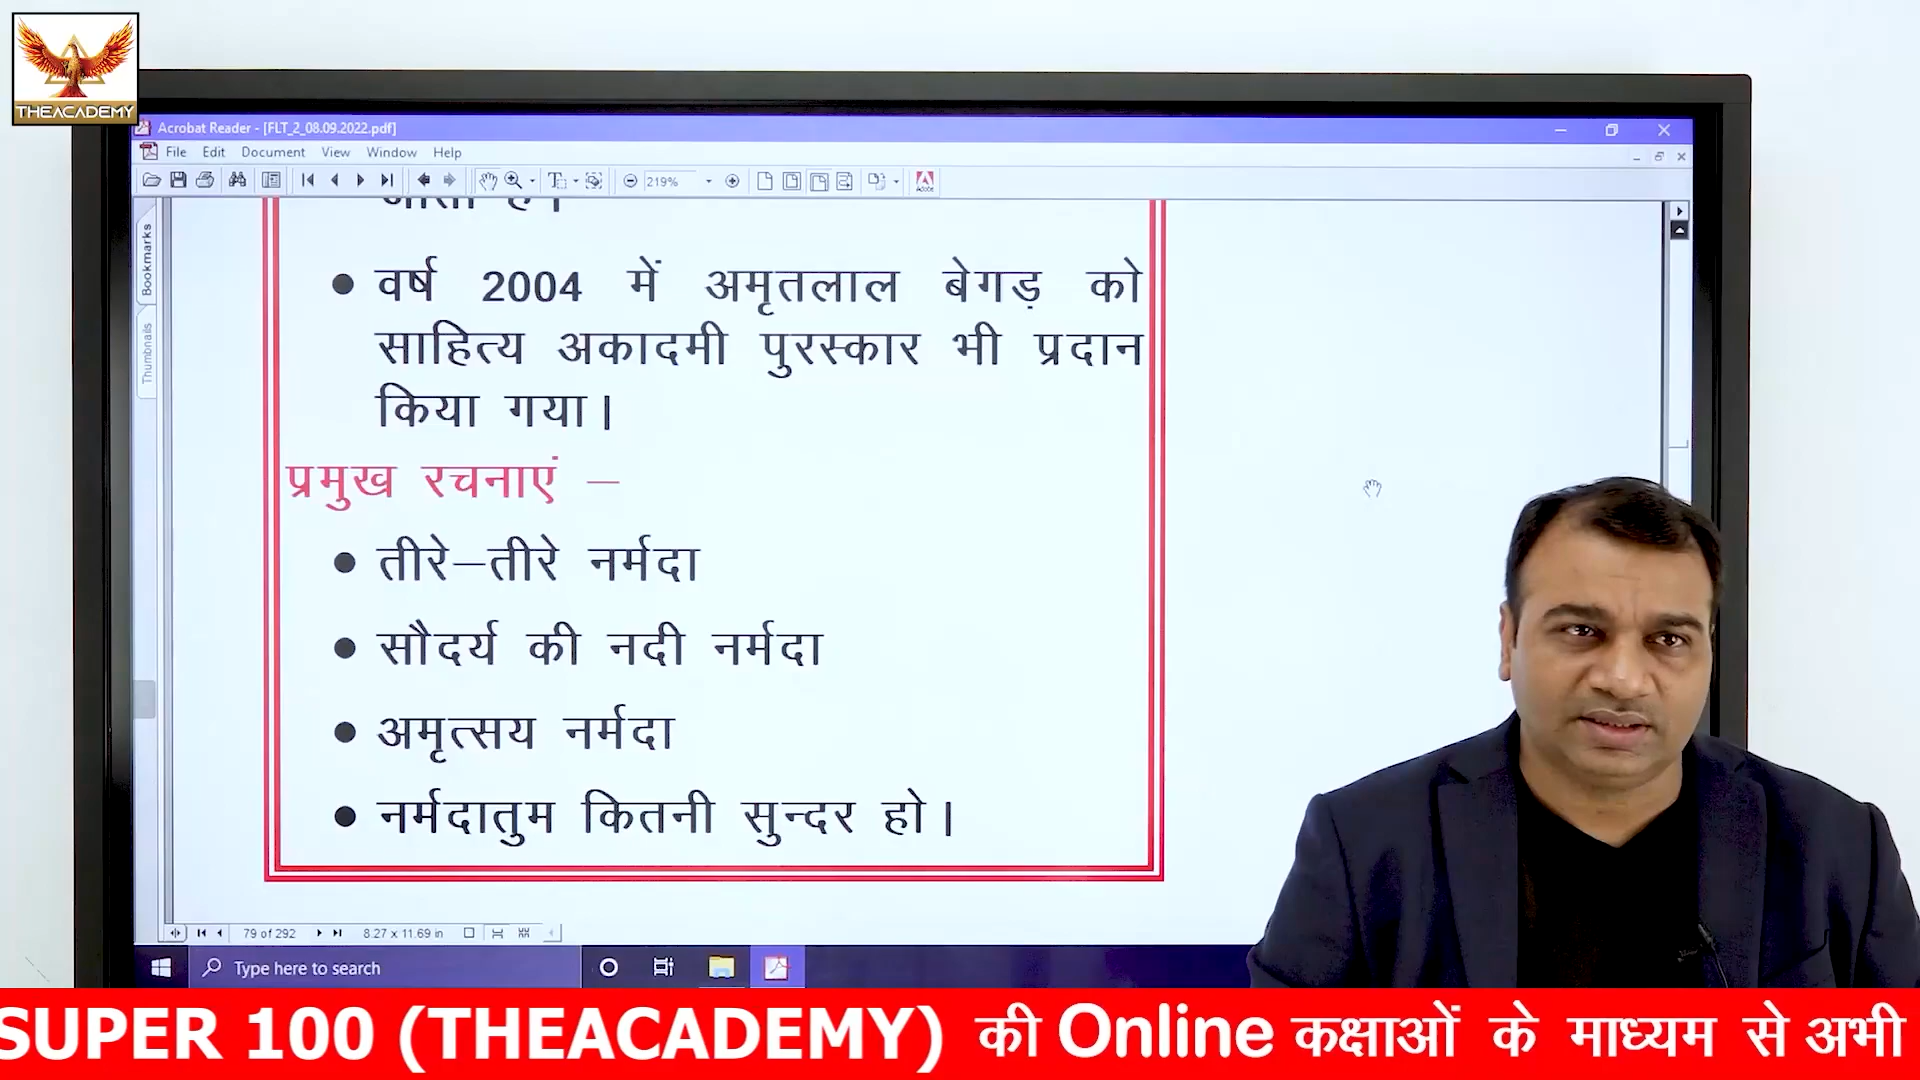 THEACADEMY
Acrobat Reader - [FLT_2_08.09.2022.pdf]
File Edit Document View Window Help
219%
Adobe
Bookmarks
Thumbnails
वर्ष 2004 में अमृतलाल बेगड़ को
साहित्य अकादमी पुरस्कार भी प्रदान
किया गया।
प्रमुख रचनाएं –
तीरे–तीरे नर्मदा
सौदर्य की नदी नर्मदा
अमृत्सय नर्मदा
नर्मदातुम कितनी सुन्दर हो।
79 of 292 8.27 x 11.69 in
Type here to search
SUPER 100 (THEACADEMY) की Online कक्षाओं के माध्यम से अभी